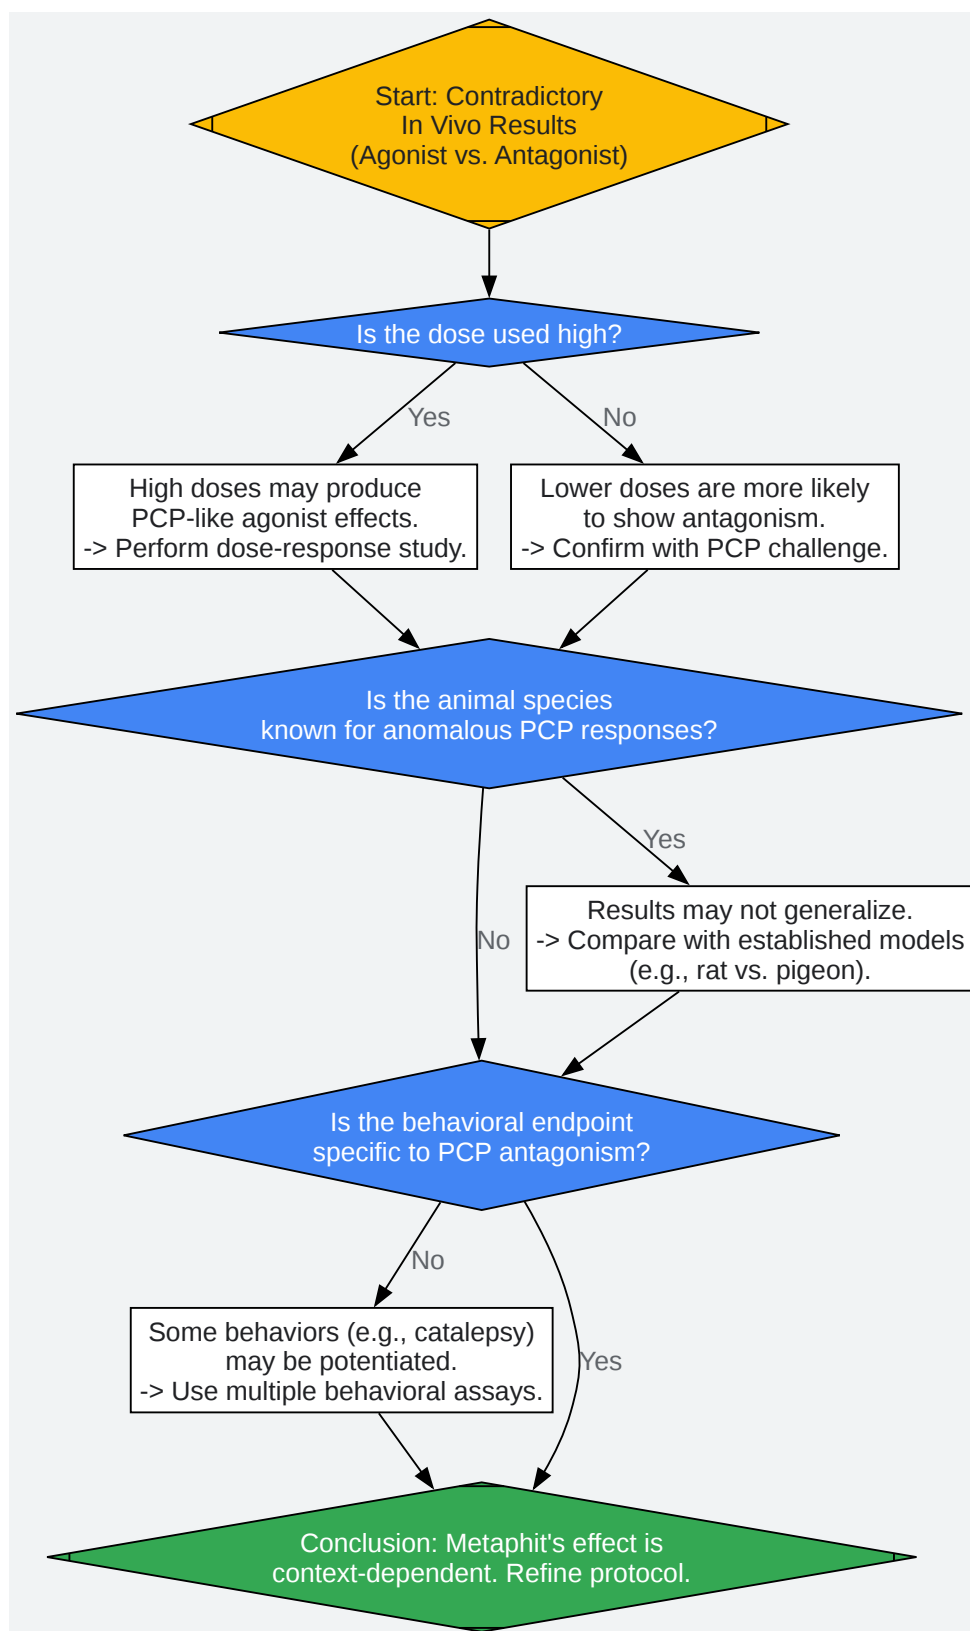 Start: Contradictory
In Vivo Results
(Agonist vs. Antagonist)
Is the dose used high?
Yes
No
High doses may produce
PCP-like agonist effects.
-> Perform dose-response study.
Lower doses are more likely
to show antagonism.
-> Confirm with PCP challenge.
Is the animal species
known for anomalous PCP responses?
Yes
No
Results may not generalize.
-> Compare with established models
(e.g., rat vs. pigeon).
Is the behavioral endpoint
specific to PCP antagonism?
No
Some behaviors (e.g., catalepsy)
may be potentiated.
-> Use multiple behavioral assays.
Yes
Conclusion: Metaphit's effect is
context-dependent. Refine protocol.